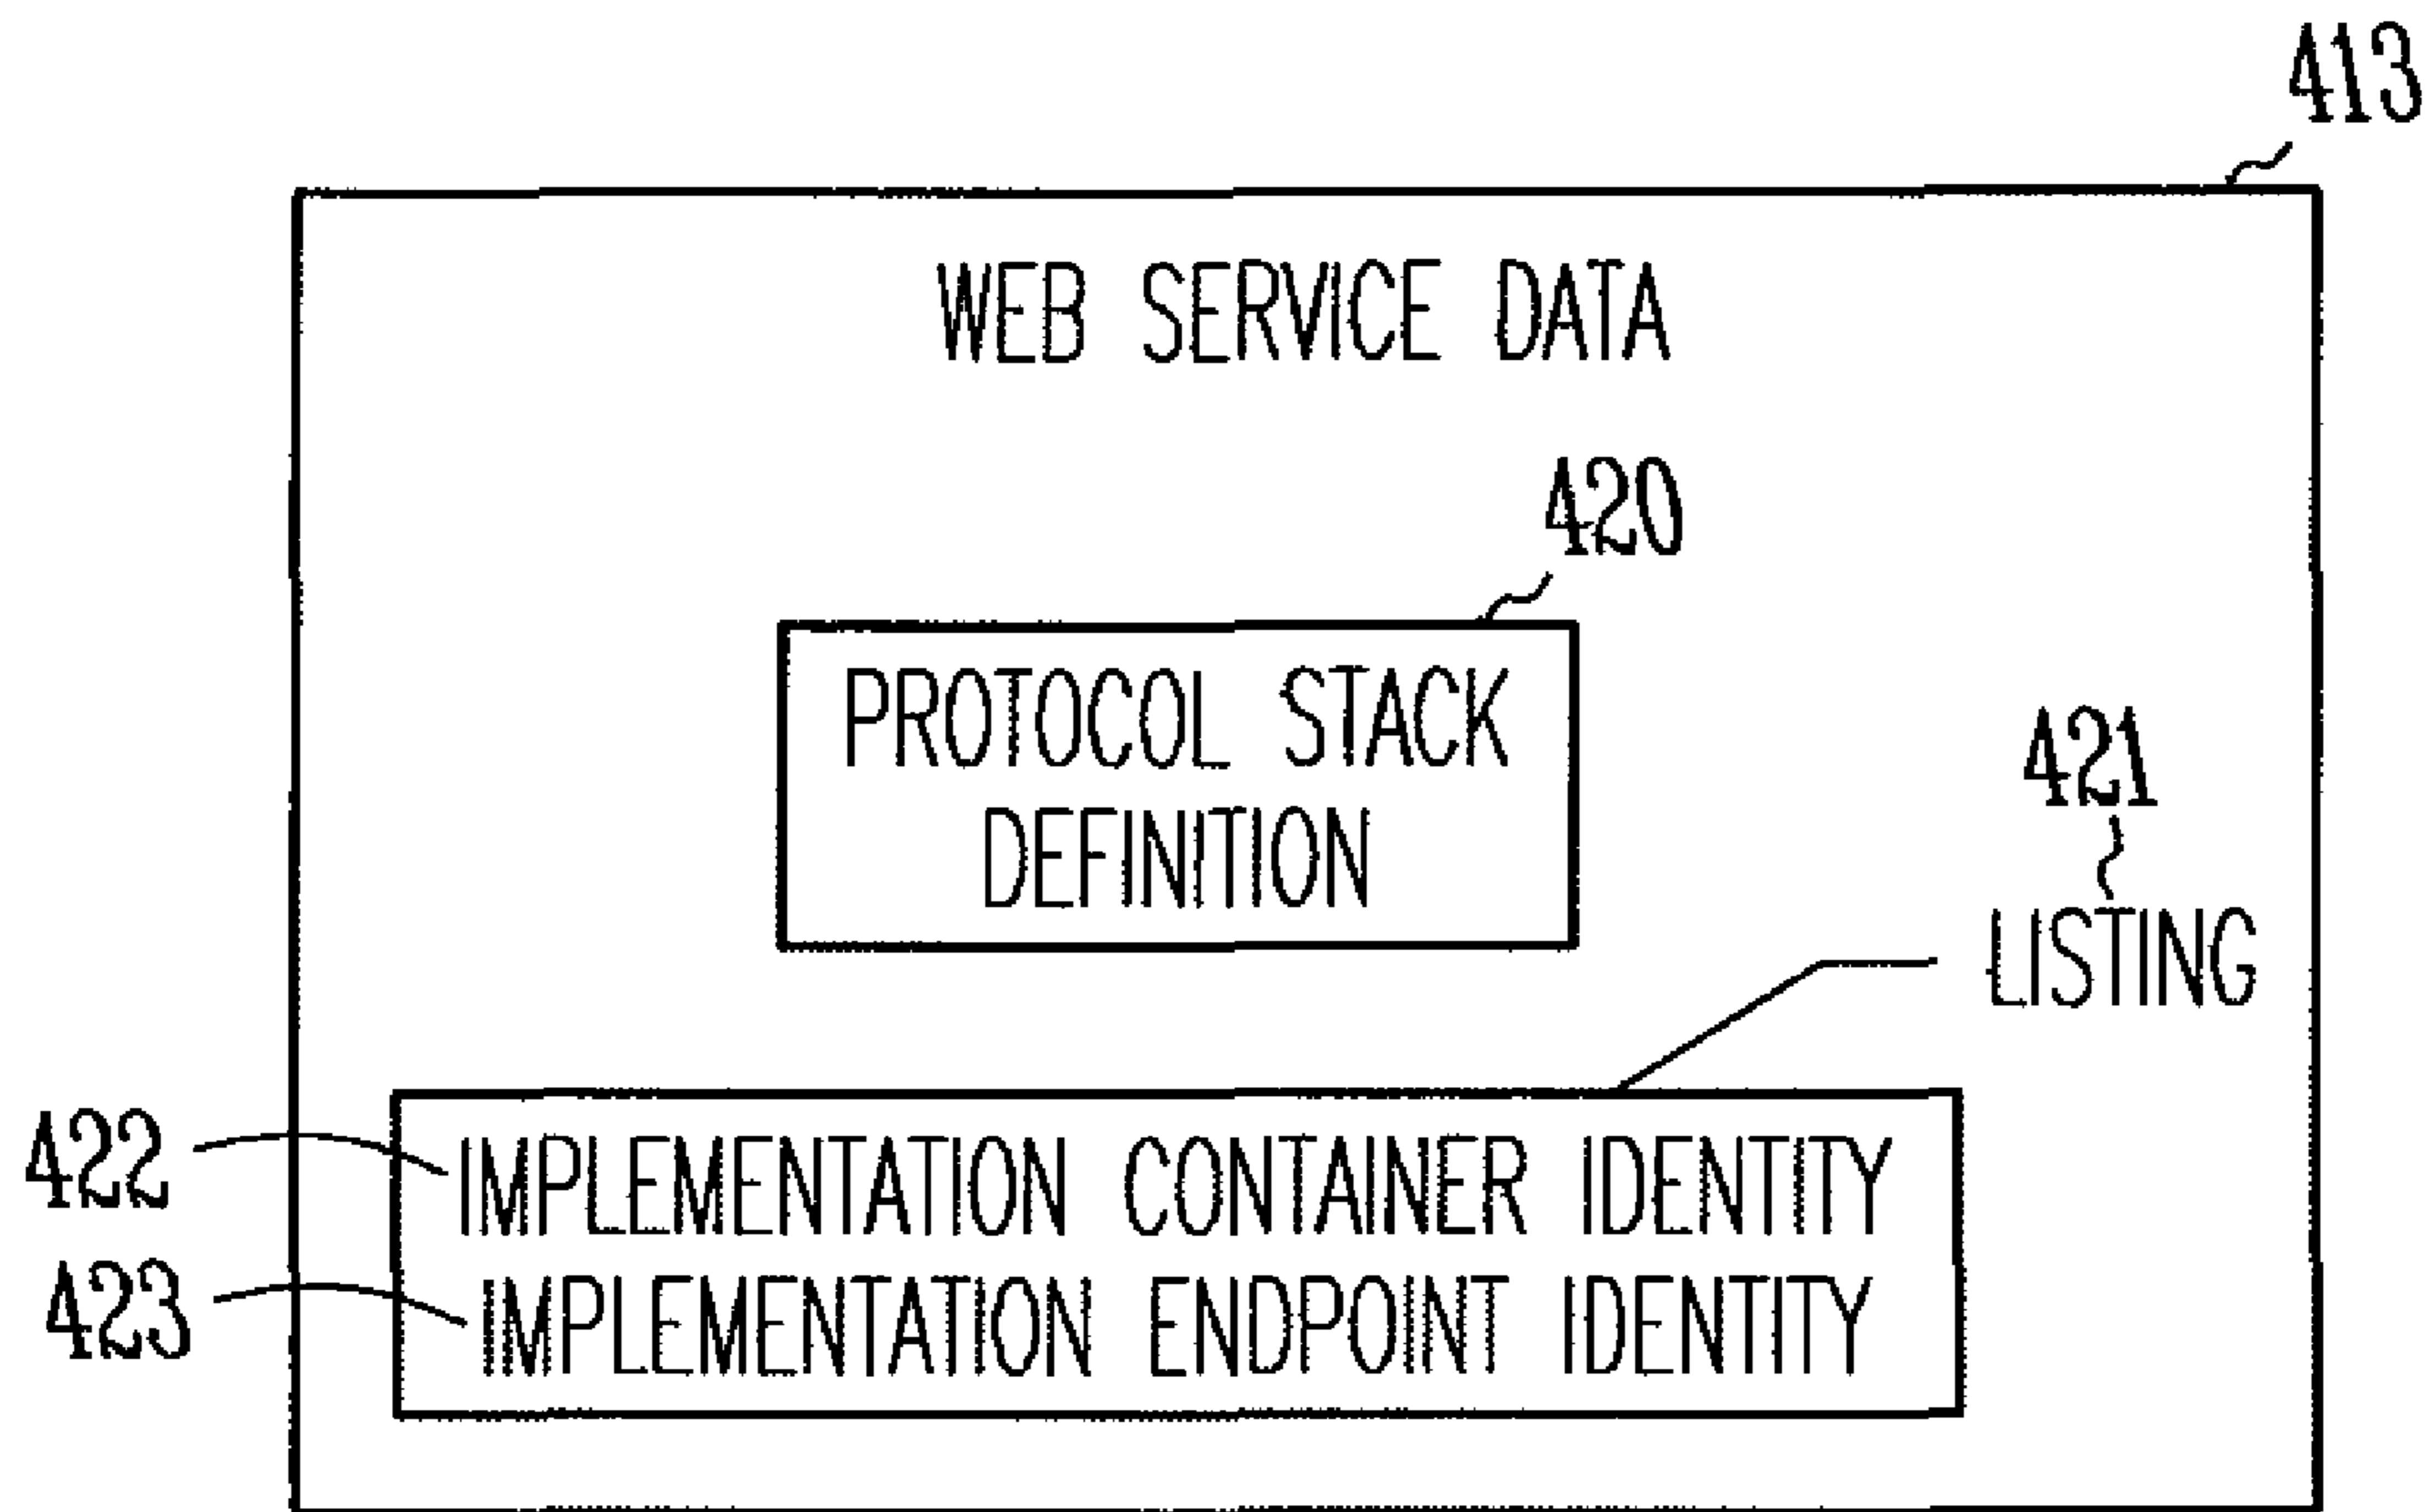 413
WEB SERVICE DATA
420
PROTOCOL STACK
DEFINITION
421
LISTING
422
IMPLEMENTATION CONTAINER IDENTITY
423
IMPLEMENTATION ENDPOINT IDENTITY